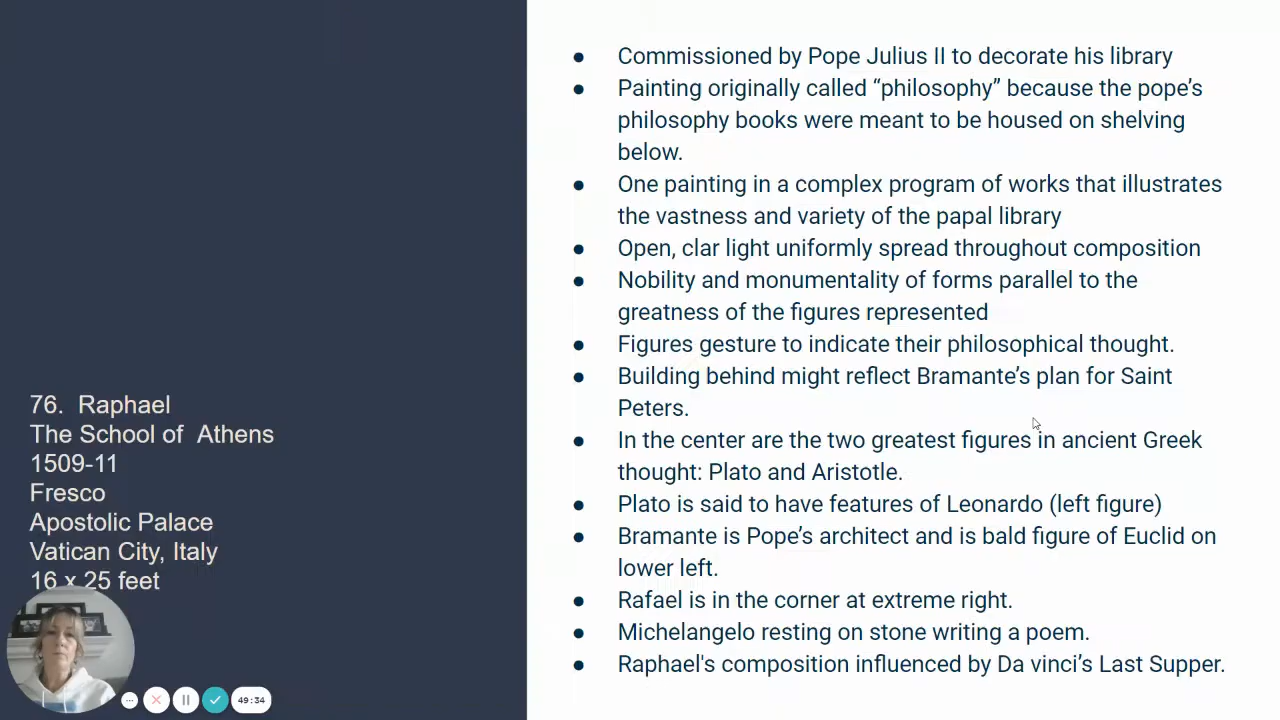 76.  Raphael
The School of  Athens
1509-11
Fresco
Apostolic Palace
Vatican City, Italy
16 x 25 feet
49:34
● Commissioned by Pope Julius II to decorate his library
● Painting originally called “philosophy” because the pope’s
philosophy books were meant to be housed on shelving
below.
● One painting in a complex program of works that illustrates
the vastness and variety of the papal library
● Open, clar light uniformly spread throughout composition
● Nobility and monumentality of forms parallel to the
greatness of the figures represented
● Figures gesture to indicate their philosophical thought.
● Building behind might reflect Bramante’s plan for Saint
Peters.
● In the center are the two greatest figures in ancient Greek
thought: Plato and Aristotle.
● Plato is said to have features of Leonardo (left figure)
● Bramante is Pope’s architect and is bald figure of Euclid on
lower left.
● Rafael is in the corner at extreme right.
● Michelangelo resting on stone writing a poem.
● Raphael's composition influenced by Da vinci’s Last Supper.